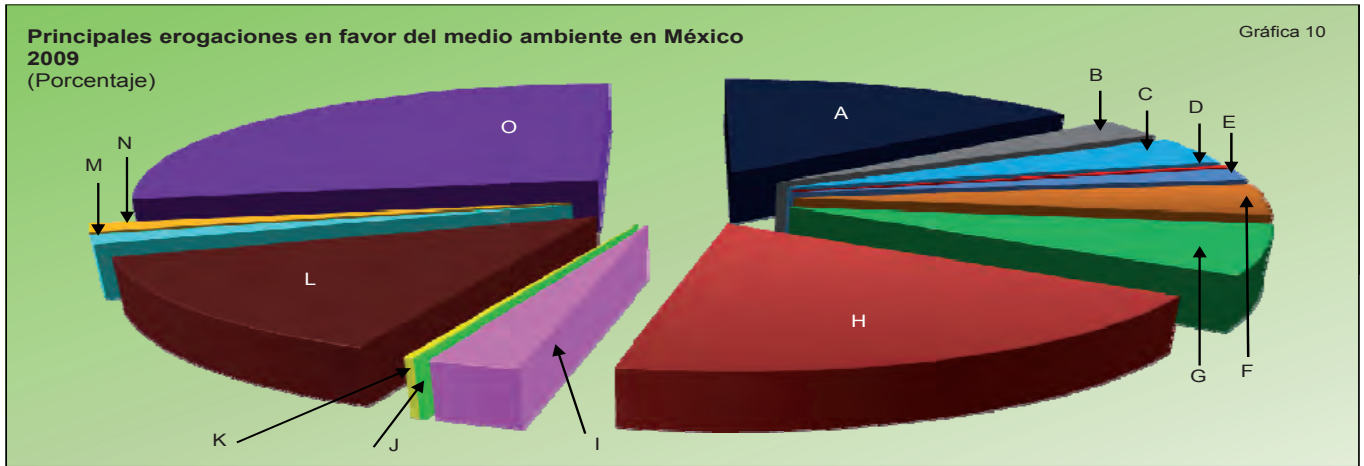 Principales erogaciones en favor del medio ambiente en México
2009
(Porcentaje)
Gráfica 10
A
B
C
D
E
F
G
H
I
J
K
L
M
N
O